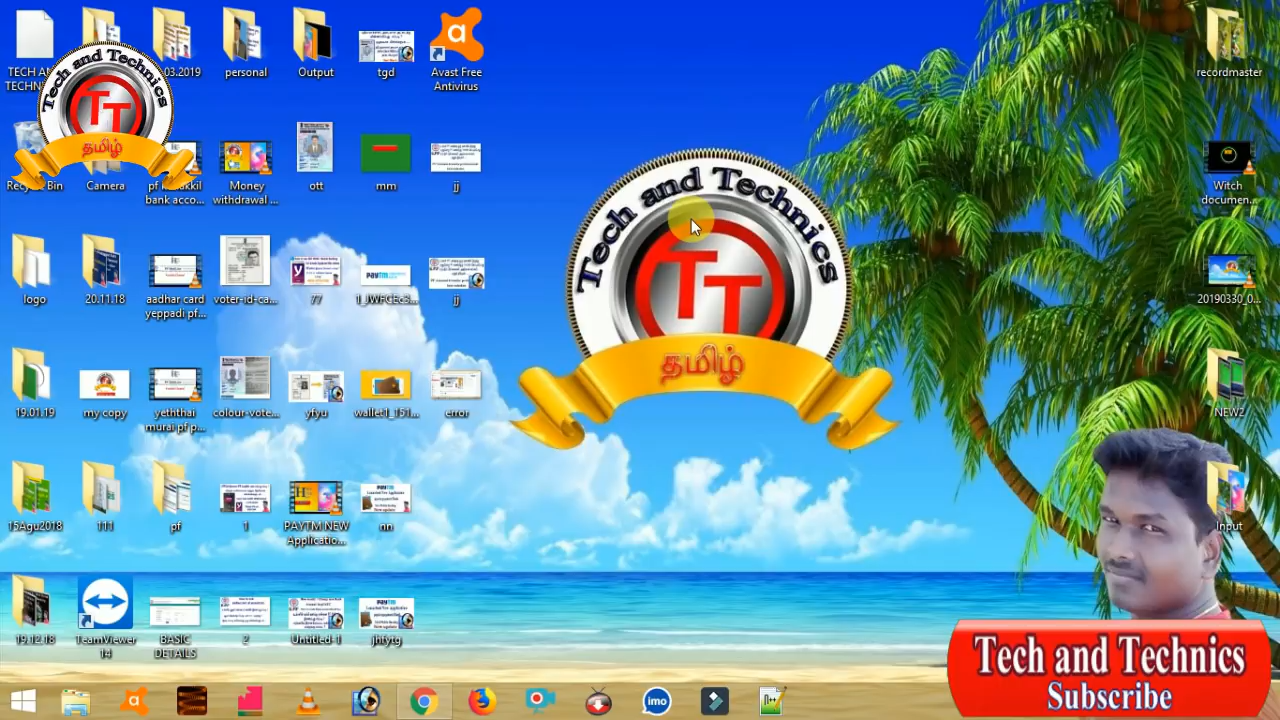 TECH AN
TECHN
03.2019
personal
Output
tgd
Avast Free
Antivirus
recordmaster
Tech and Technics
TT
தமிழ்
Recycle Bin
Camera
bank acco...
Money
withdrawal ...
ott
mm
jj
Witch
documen...
Tech and Technics
TT
தமிழ்
logo
20.11.18
aadhar card
yeppadi pf...
voter-id-ca...
77
jj
20190330_0...
19.01.19
my copy
yeththai
murai pf p...
colour-vote...
yfyu
wallet1_151...
error
NEW2
15Agu2018
111
pf
1
PAYTM NEW
Applicatio...
nn
Input
19.12.18
TeamViewer
14
BASIC
DETAILS
2
Untitled-1
jhfytg
Tech and Technics
Subscribe
imo